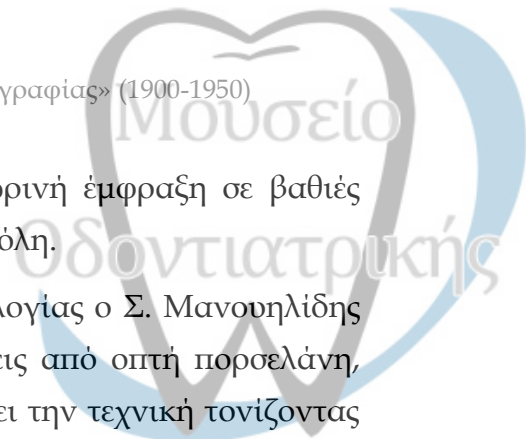 γραφίας» (1900-1950)
Μουσείο
ρινή έμφραξη σε βαθιές
όλη.
Οδοντιατρικής
λογίας ο Σ. Μανουηλίδης
εις από οπτή πορσελάνη,
ει την τεχνική τονίζοντας